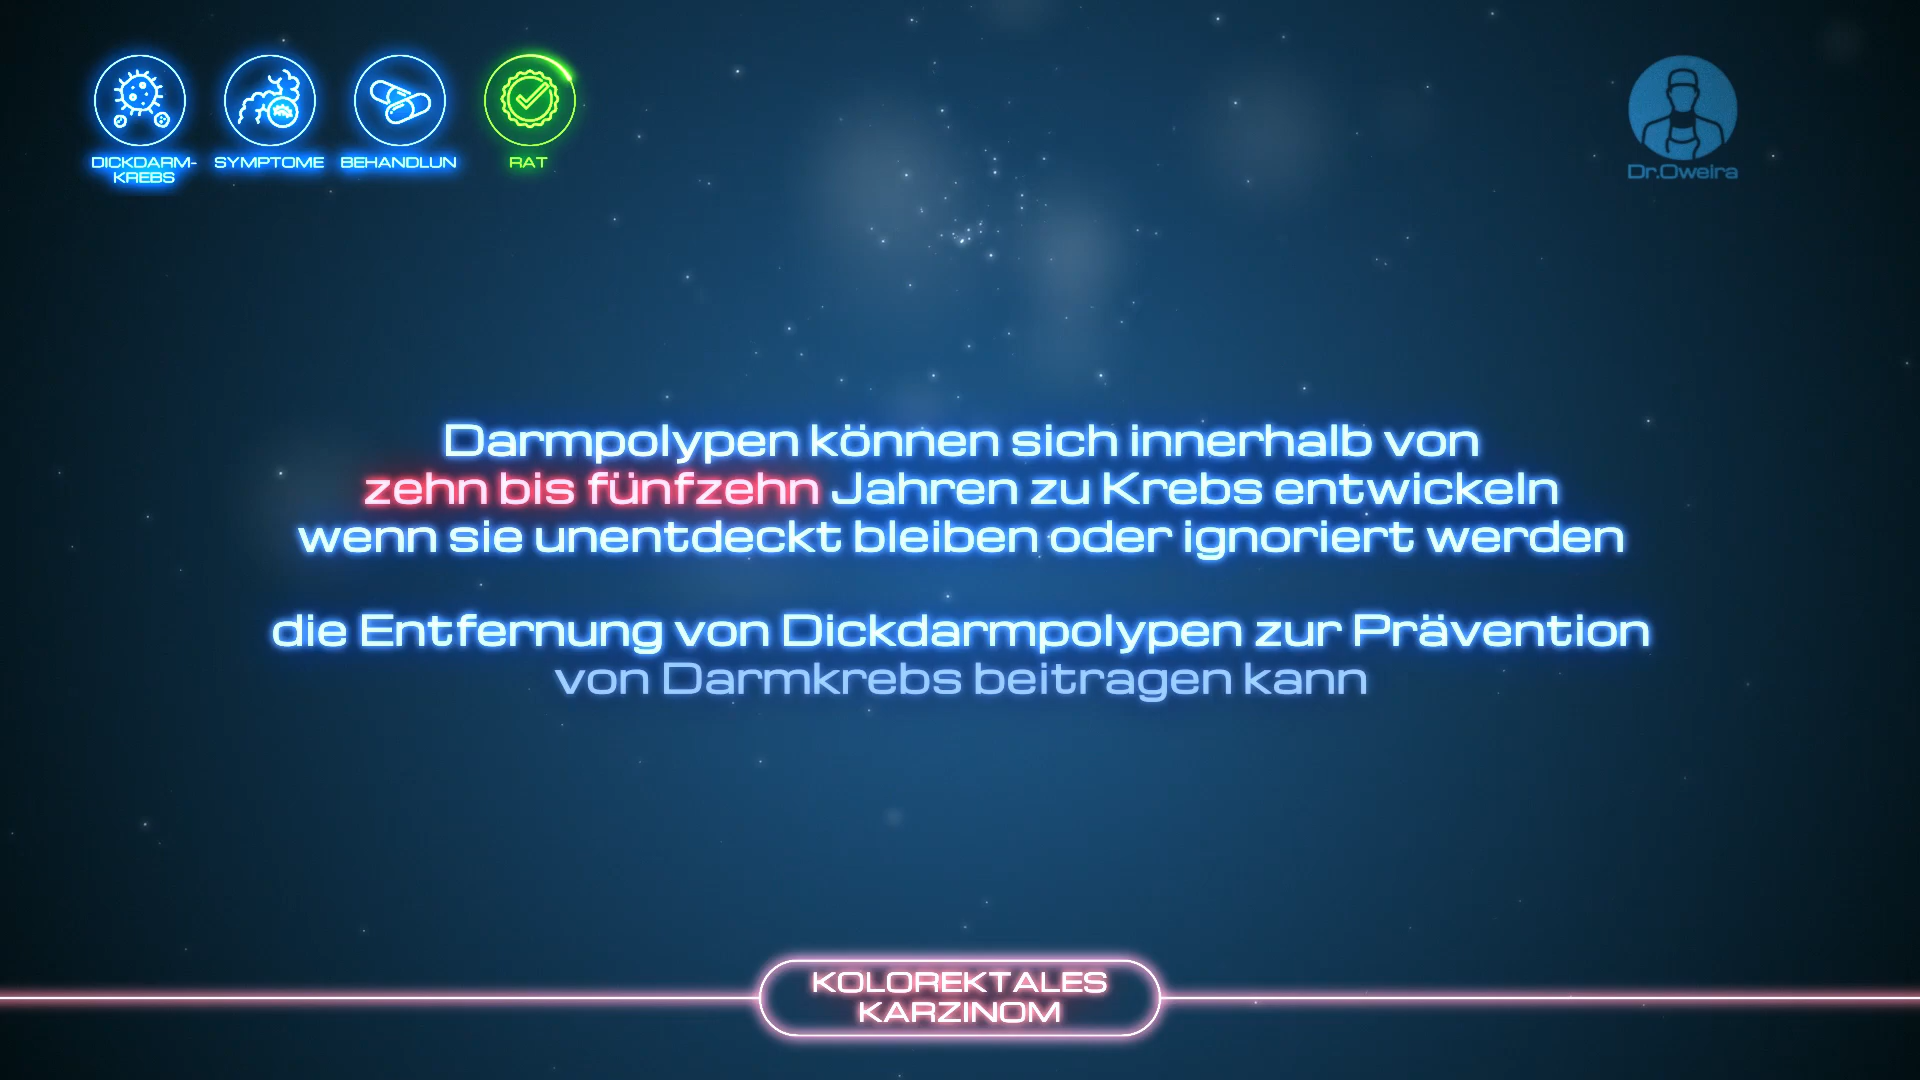 DICKDARM-
KREBS
SYMPTOME
BEHANDLUN
RAT
Dr.Oweira
Darmpolypen können sich innerhalb von
zehn bis fünfzehn Jahren zu Krebs entwickeln
wenn sie unentdeckt bleiben oder ignoriert werden
die Entfernung von Dickdarmpolypen zur Prävention
von Darmkrebs beitragen kann
KOLOREKTALES
KARZINOM